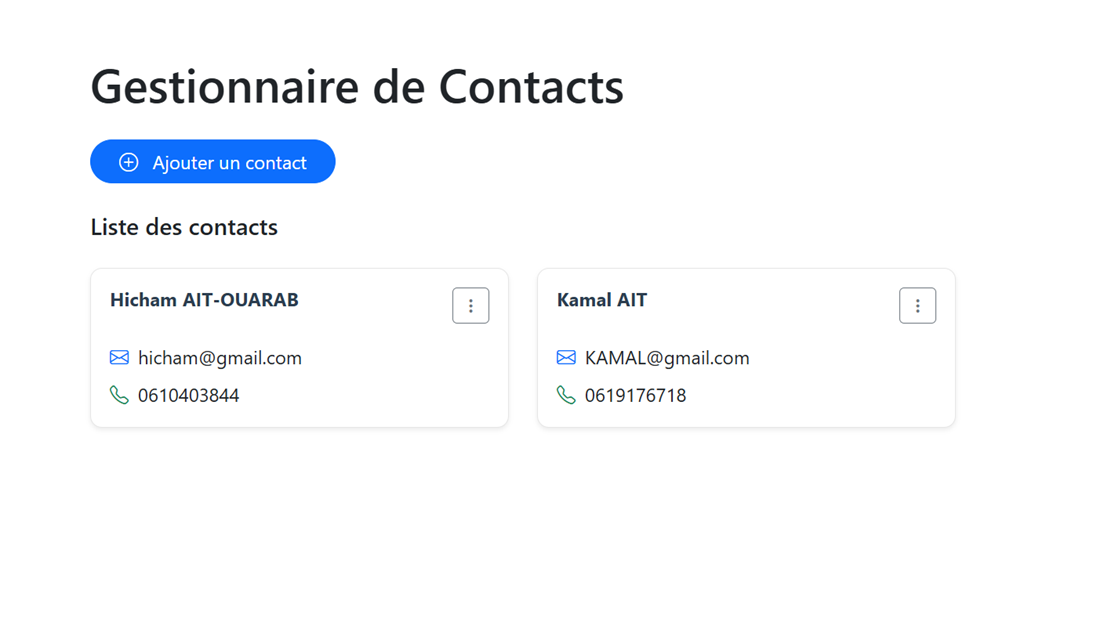 Gestionnaire de Contacts
Ajouter un contact
Liste des contacts
Hicham AIT-OUARAB
hicham@gmail.com
0610403844
Kamal AIT
KAMAL@gmail.com
0619176718